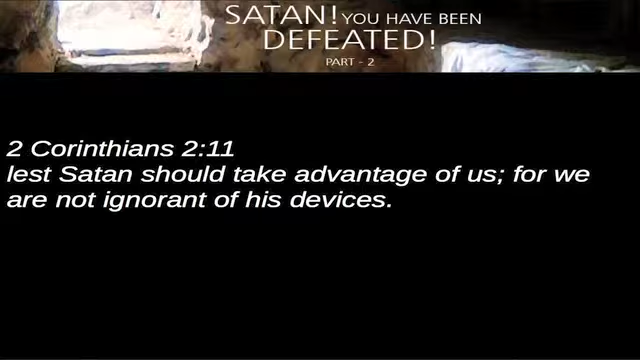 SATAN! YOU HAVE BEEN
DEFEATED!
PART - 2
2 Corinthians 2:11
lest Satan should take advantage of us; for we
are not ignorant of his devices.